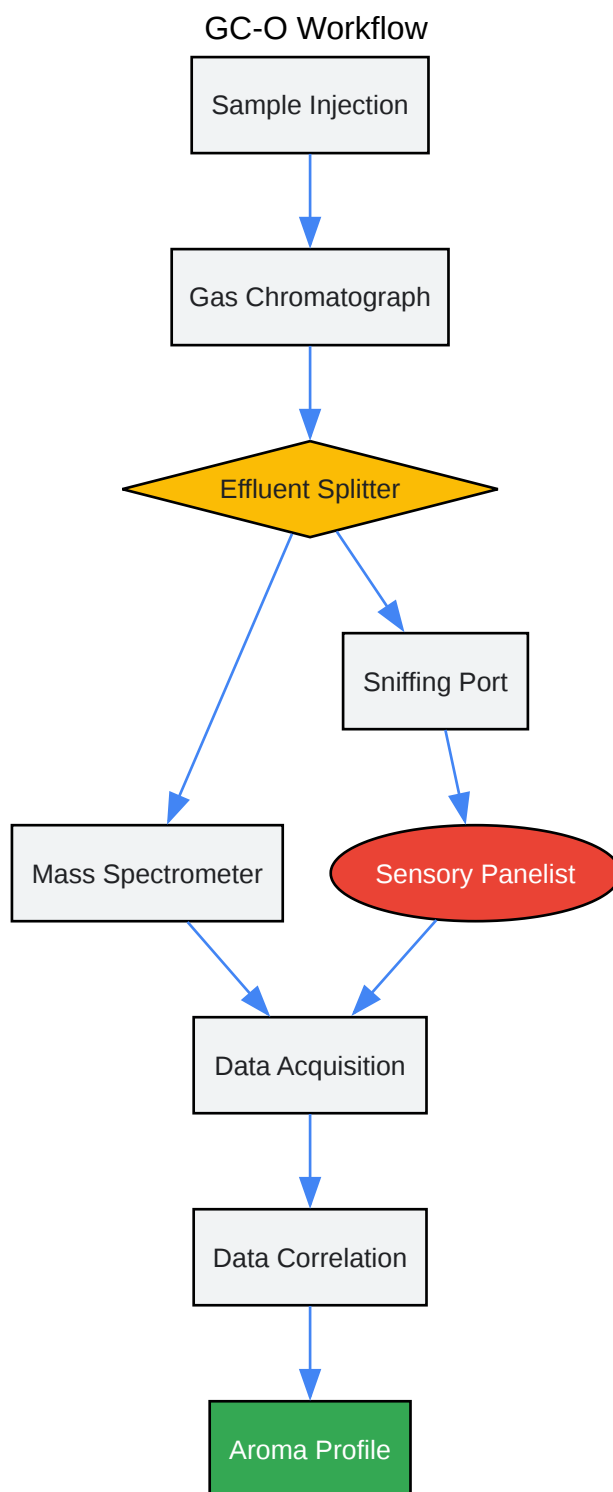 GC-O Workflow
Sample Injection
Gas Chromatograph
Effluent Splitter
Sniffing Port
Mass Spectrometer
Sensory Panelist
Data Acquisition
Data Correlation
Aroma Profile